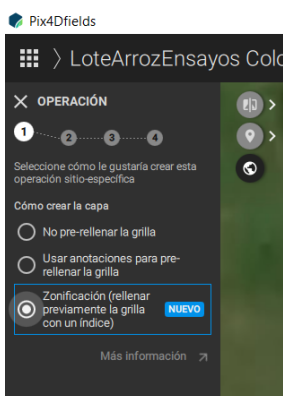 Pix4Dfields
〉LoteArrozEnsayos Colo
OPERACIÓN
1 2 3 4
Seleccione cómo le gustaría crear esta
operación sitio-específica
Cómo crear la capa
No pre-rellenar la grilla
Usar anotaciones para pre-
rellenar la grilla
Zonificación (rellenar
previamente la grilla
con un índice)
NUEVO
Más información